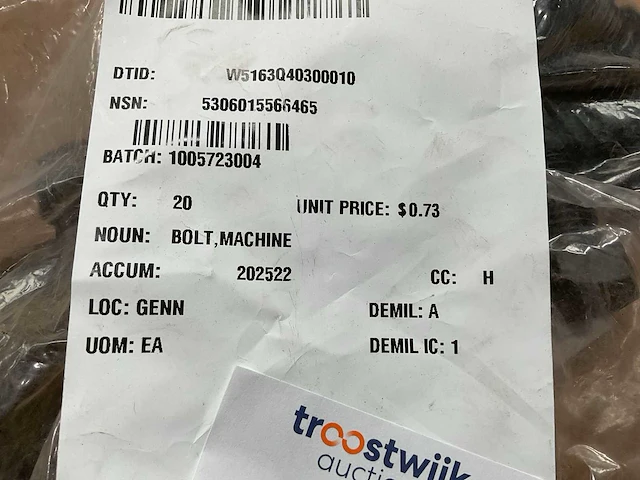 DTID: W5163Q40300010
NSN: 5306015566465
BATCH: 1005723004
QTY: 20 UNIT PRICE: $0.73
NOUN: BOLT,MACHINE
ACCUM: 202522 CC: H
LOC: GENN DEMIL: A
UOM: EA DEMIL IC: 1
troostwijk